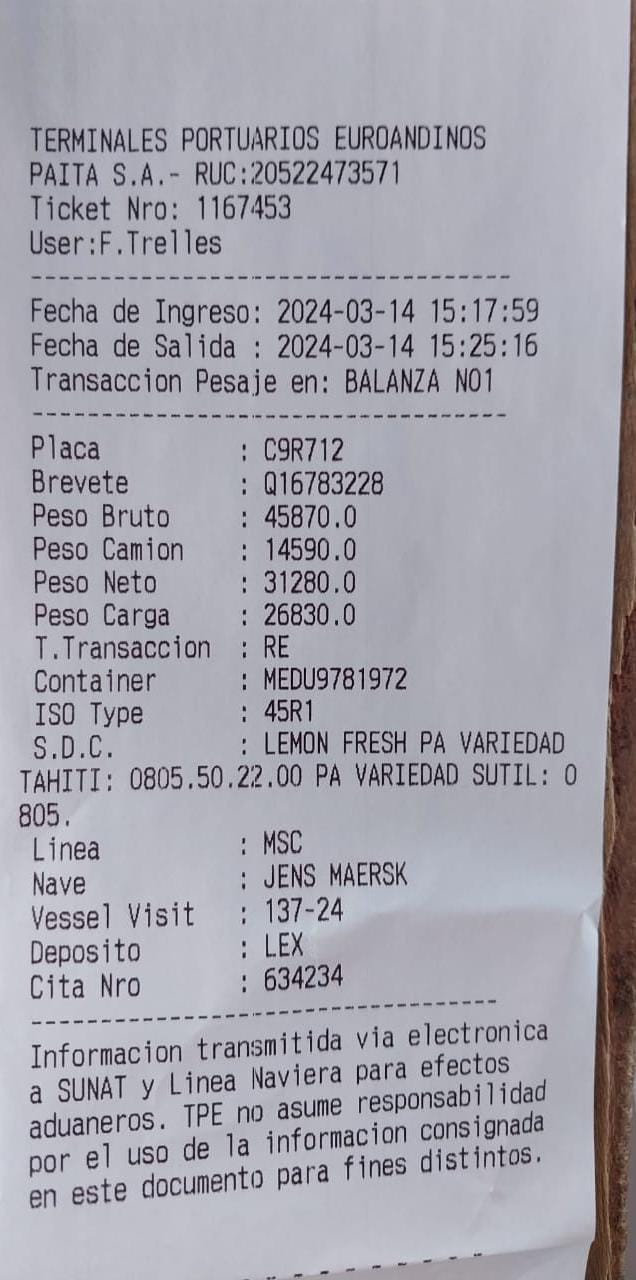 TERMINALES PORTUARIOS EUROANDINOS
PAITA S.A.- RUC:20522473571
Ticket Nro: 1167453
User:F.Trelles
Fecha de Ingreso: 2024-03-14 15:17:59
Fecha de Salida : 2024-03-14 15:25:16
Transaccion Pesaje en: BALANZA NO1
Placa : C9R712
Brevete : Q16783228
Peso Bruto : 45870.0
Peso Camion : 14590.0
Peso Neto : 31280.0
Peso Carga : 26830.0
T.Transaccion : RE
Container : MEDU9781972
ISO Type : 45R1
S.D.C. : LEMON FRESH PA VARIEDAD
TAHITI: 0805.50.22.00 PA VARIEDAD SUTIL: 0
805.
Linea : MSC
Nave : JENS MAERSK
Vessel Visit : 137-24
Deposito : LEX
Cita Nro : 634234
Informacion transmitida via electronica
a SUNAT y Linea Naviera para efectos
aduaneros. TPE no asume responsabilidad
por el uso de la informacion consignada
en este documento para fines distintos.